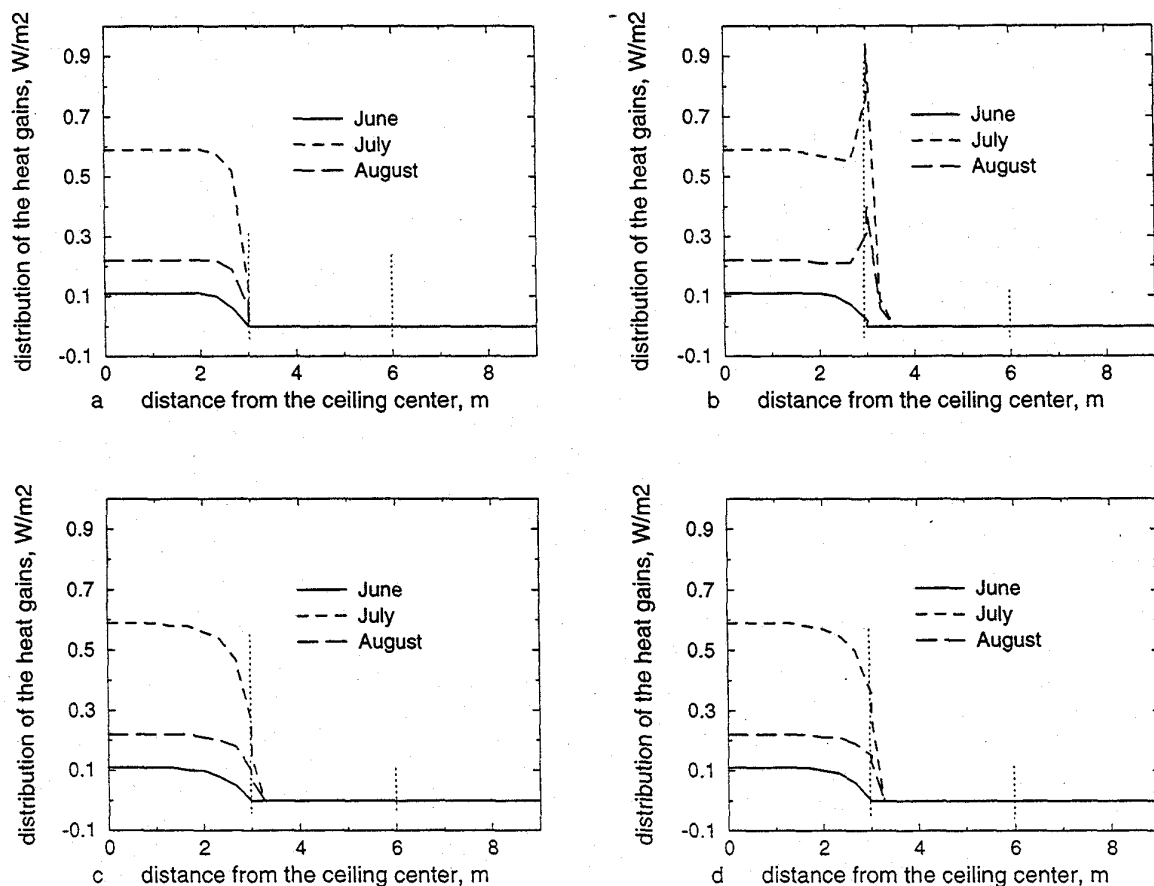 distribution of the heat gains, W/m2
0.9
0.7
0.5
0.3
0.1
-0.1
June
July
August
0 2 4 6 8
a distance from the ceiling center, m
distribution of the heat gains, W/m2
0.9
0.7
0.5
0.3
0.1
-0.1
June
July
August
0 2 4 6 8
b distance from the ceiling center, m
distribution of the heat gains, W/m2
0.9
0.7
0.5
0.3
0.1
-0.1
June
July
August
0 2 4 6 8
c distance from the ceiling center, m
distribution of the heat gains, W/m2
0.9
0.7
0.5
0.3
0.1
-0.1
June
July
August
0 2 4 6 8
d distance from the ceiling center, m